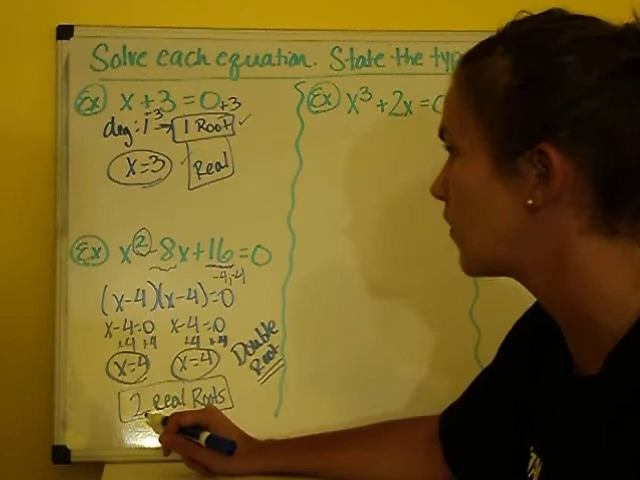 Solve each equation. State the typ
Ex x + 3 = 0 +3
-3
deg: 1 → 1 Root ✓
x = 3 ✓ Real
Ex x² - 8x + 16 = 0
-4, -4
(x-4)(x-4)=0
x-4=0 x-4=0
+4 +4 +4 +4
x=4 x=4
Double Root
2 Real Roots
Ex x³ + 2x = 0